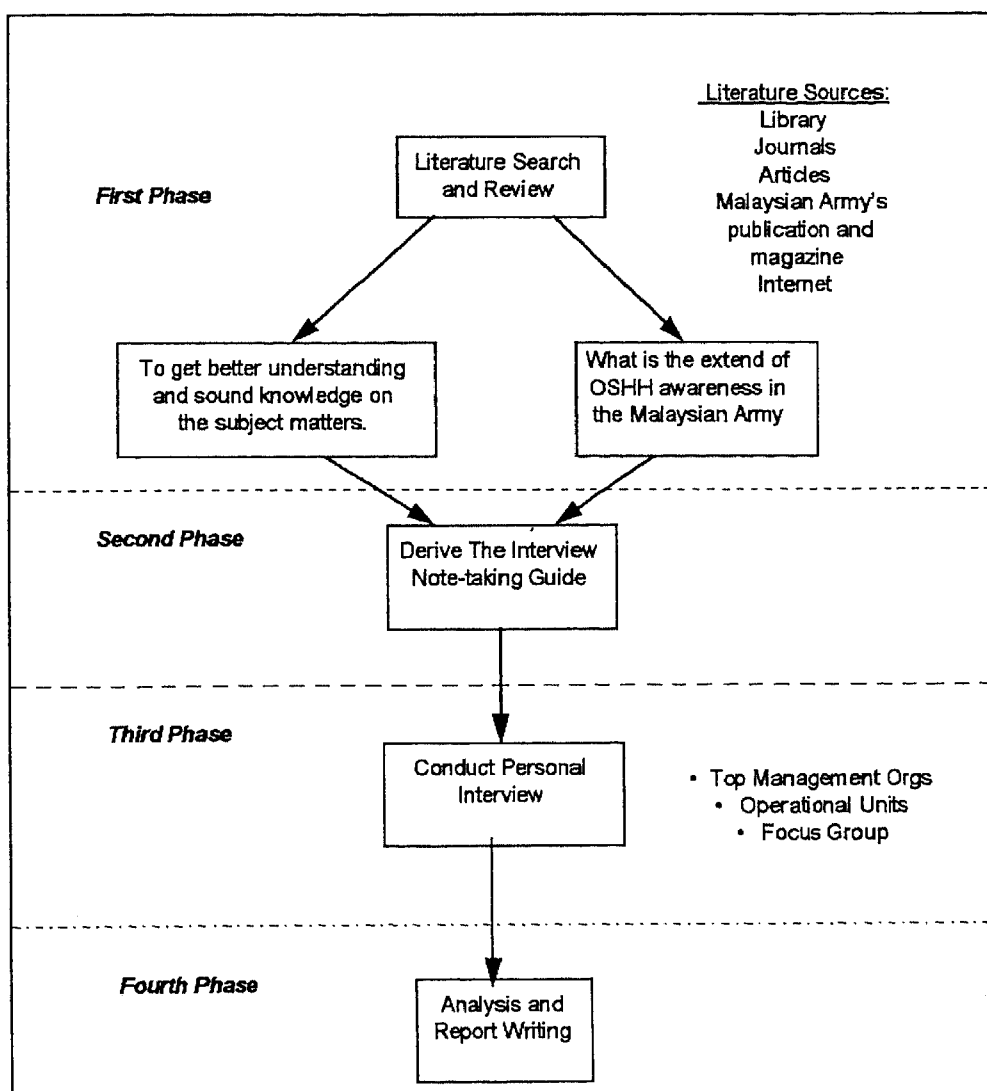 Literature Sources:
Library
Journals
Articles
Malaysian Army's
publication and
magazine
Internet
First Phase
Literature Search
and Review
To get better understanding
and sound knowledge on
the subject matters.
What is the extend of
OSHH awareness in
the Malaysian Army
Second Phase
Derive The Interview
Note-taking Guide
Third Phase
Conduct Personal
Interview
• Top Management Orgs
• Operational Units
• Focus Group
Fourth Phase
Analysis and
Report Writing